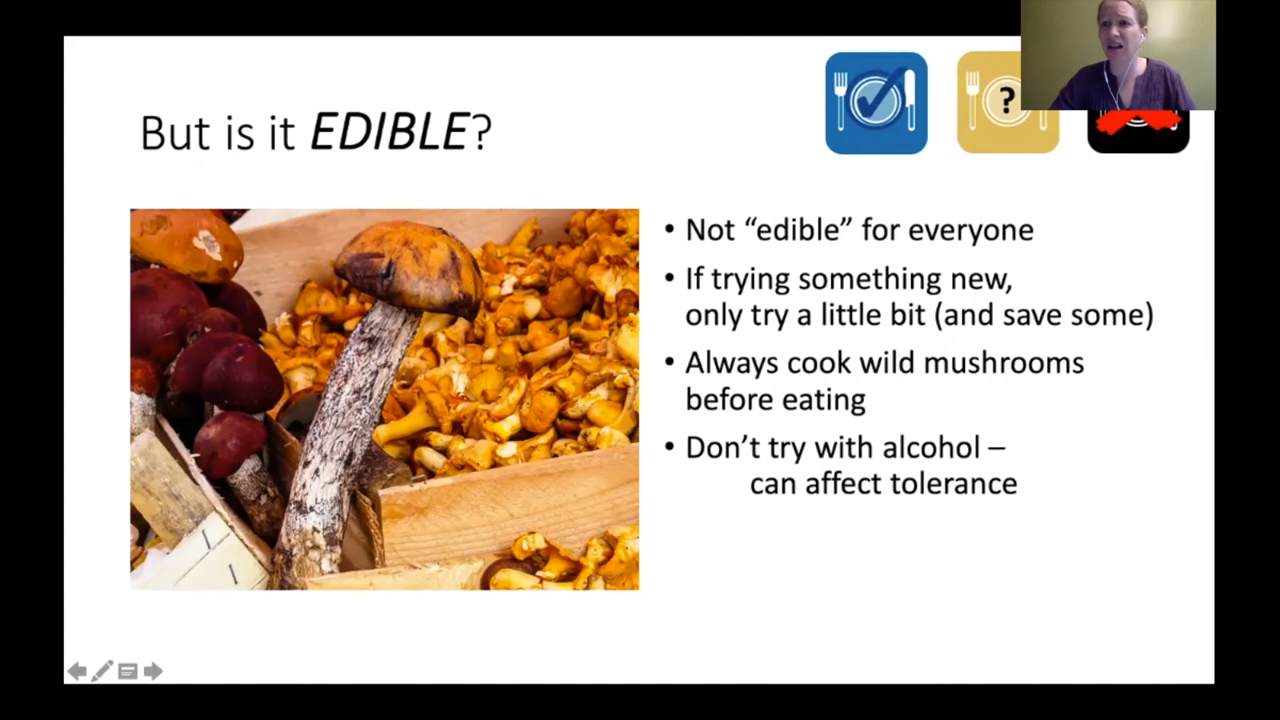 But is it EDIBLE?
?
• Not “edible” for everyone
• If trying something new,
only try a little bit (and save some)
• Always cook wild mushrooms
before eating
• Don’t try with alcohol –
can affect tolerance